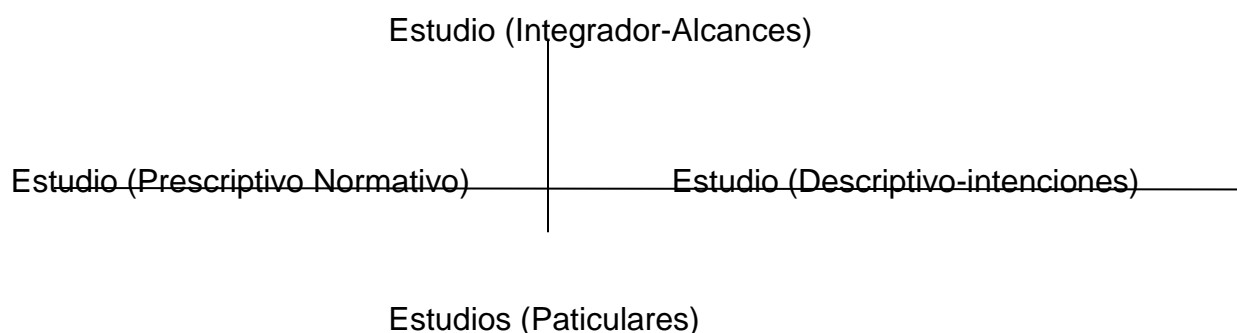 Estudio (Integrador-Alcances)
Estudio (Prescriptivo Normativo) Estudio (Descriptivo-intenciones)
Estudios (Paticulares)